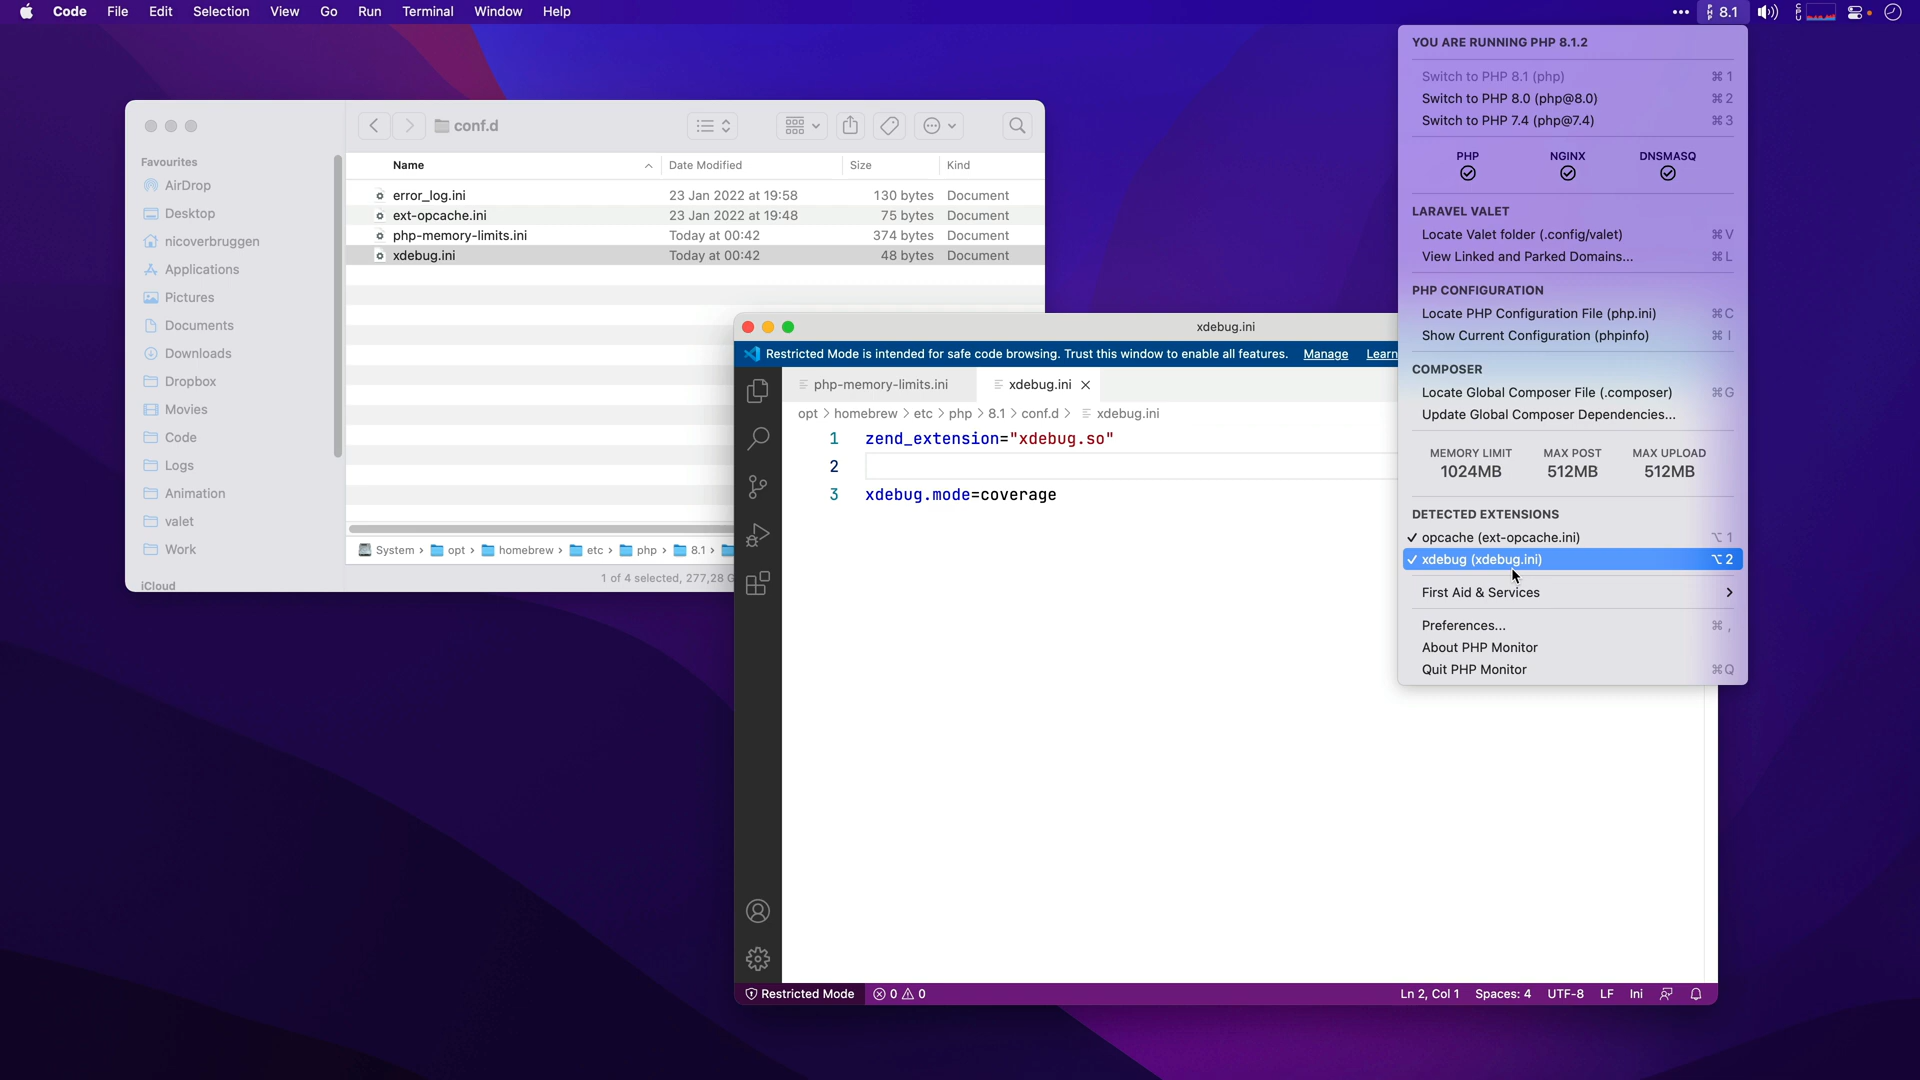 Code File Edit Selection View Go Run Terminal Window Help
8.1
conf.d
Favourites
AirDrop
Desktop
nicoverbruggen
Applications
Pictures
Documents
Downloads
Dropbox
Movies
Code
Logs
Animation
valet
Work
iCloud
Name Date Modified Size Kind
error_log.ini 23 Jan 2022 at 19:58 130 bytes Document
ext-opcache.ini 23 Jan 2022 at 19:48 75 bytes Document
php-memory-limits.ini Today at 00:42 374 bytes Document
xdebug.ini Today at 00:42 48 bytes Document
System › opt › homebrew › etc › php › 8.1 ›
1 of 4 selected, 277,28 G
xdebug.ini
Restricted Mode is intended for safe code browsing. Trust this window to enable all features. Manage Learn
php-memory-limits.ini xdebug.ini
opt > homebrew > etc > php > 8.1 > conf.d > xdebug.ini
1 zend_extension="xdebug.so"
2
3 xdebug.mode=coverage
Restricted Mode 0 0
Ln 2, Col 1 Spaces: 4 UTF-8 LF Ini
YOU ARE RUNNING PHP 8.1.2
Switch to PHP 8.1 (php) ⌘ 1
Switch to PHP 8.0 (php@8.0) ⌘ 2
Switch to PHP 7.4 (php@7.4) ⌘ 3
PHP NGINX DNSMASQ
LARAVEL VALET
Locate Valet folder (.config/valet) ⌘ V
View Linked and Parked Domains... ⌘ L
PHP CONFIGURATION
Locate PHP Configuration File (php.ini) ⌘ C
Show Current Configuration (phpinfo) ⌘ I
COMPOSER
Locate Global Composer File (.composer) ⌘ G
Update Global Composer Dependencies...
MEMORY LIMIT MAX POST MAX UPLOAD
1024MB 512MB 512MB
DETECTED EXTENSIONS
✓ opcache (ext-opcache.ini) ⌥ 1
✓ xdebug (xdebug.ini) ⌥ 2
First Aid & Services
Preferences... ⌘ ,
About PHP Monitor
Quit PHP Monitor ⌘ Q